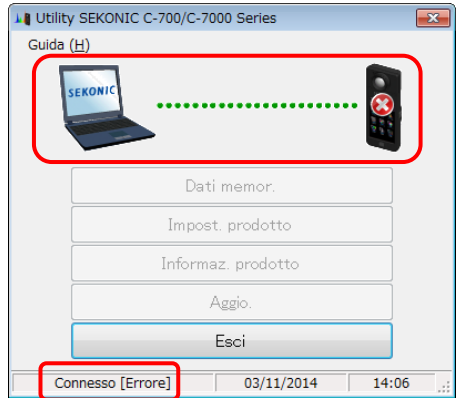 Utility SEKONIC C-700/C-7000 Series
Guida (H)
SEKONIC
Dati memor.
Impost. prodotto
Informaz. prodotto
Aggio.
Esci
Connesso [Errore] 03/11/2014 14:06